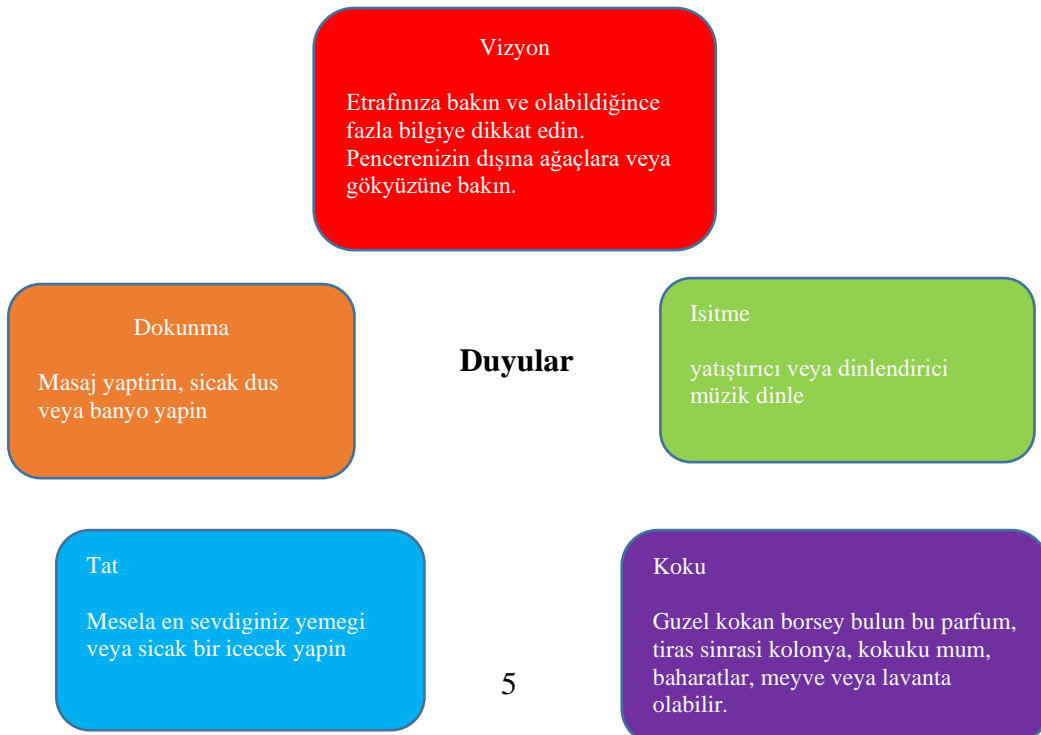 Vizyon
Etrafınıza bakın ve olabildiğince
fazla bilgiye dikkat edin.
Pencerenizin dışına ağaçlara veya
gökyüzüne bakın.
Dokunma
Masaj yaptirin, sicak dus
veya banyo yapin
Duyular
Isitme
yatıştırıcı veya dinlendirici
müzik dinle
Tat
Mesela en sevdiginiz yemegi
veya sicak bir icecek yapin
5
Koku
Guzel kokan borsey bulun bu parfum,
tiras sinrasi kolonya, kokuku mum,
baharatlar, meyve veya lavanta
olabilir.